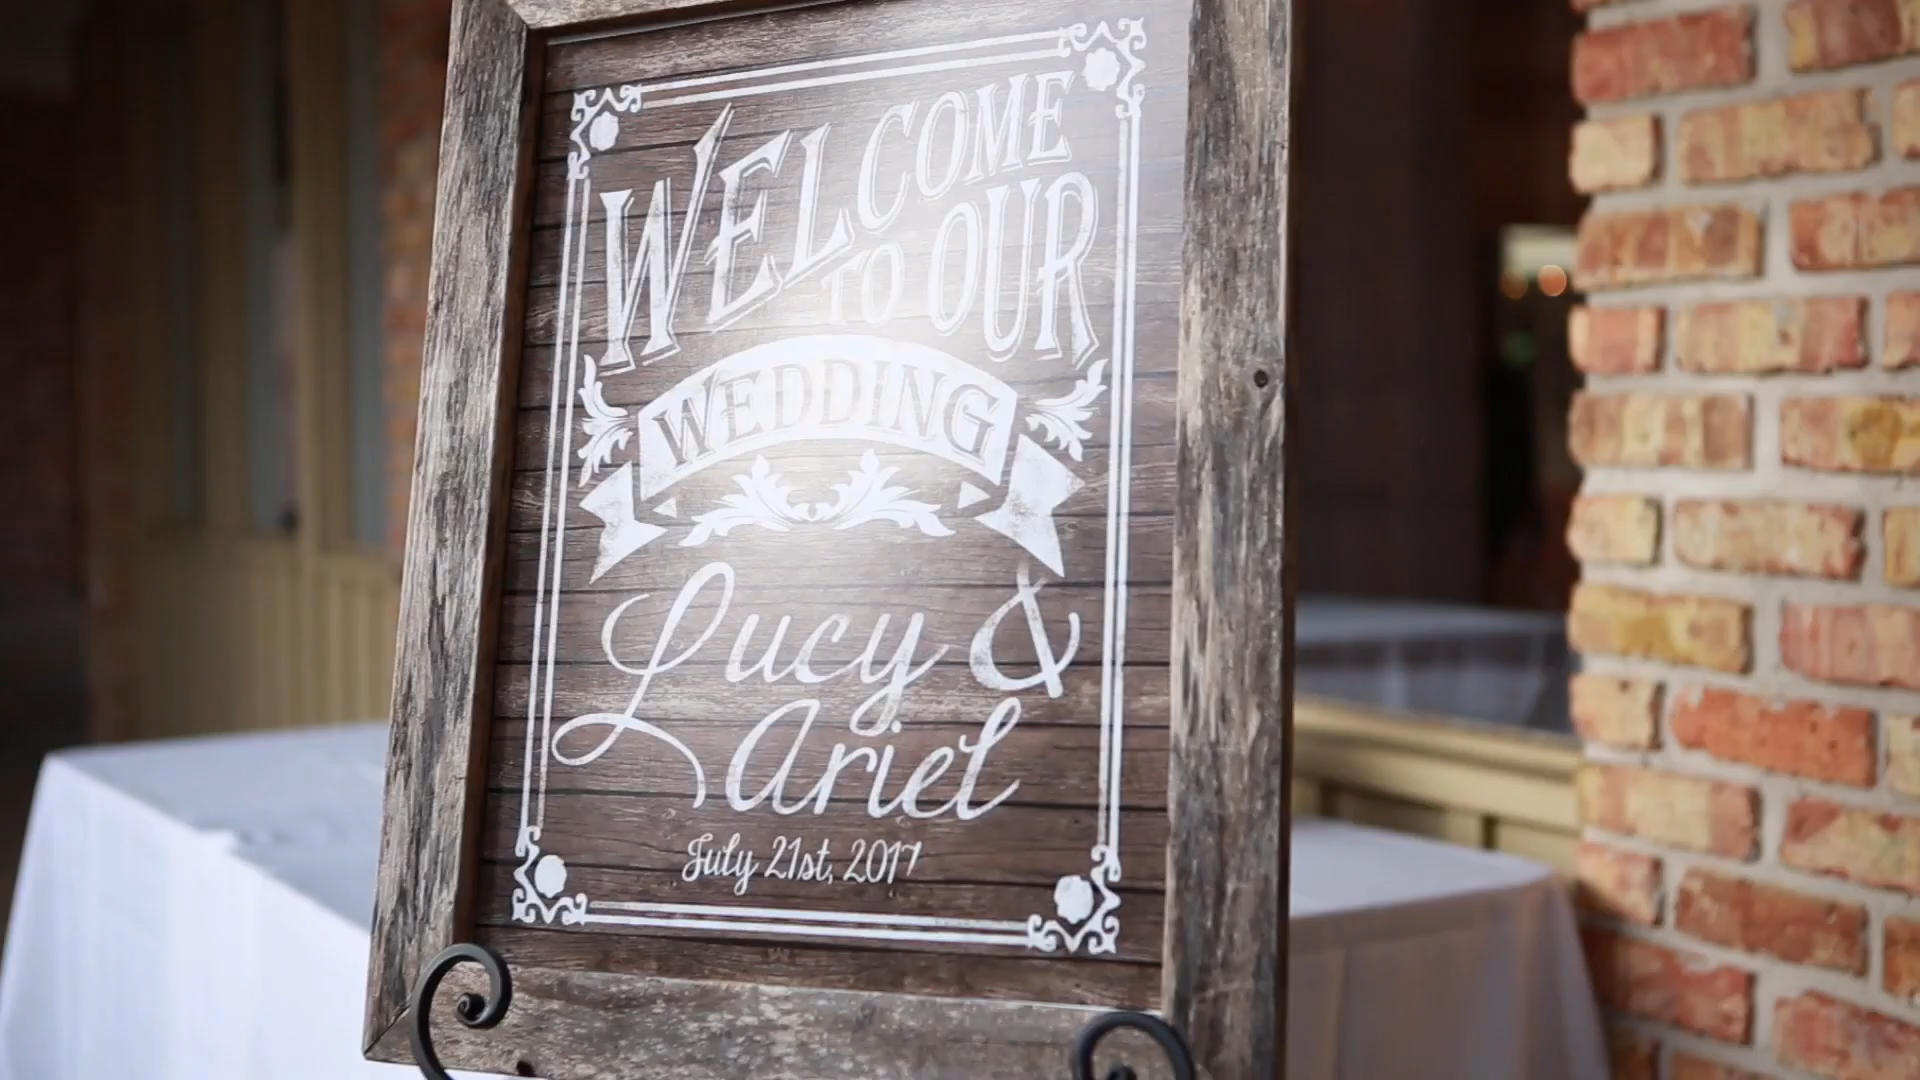 WELCOME
TO OUR
WEDDING
Lucy &
Ariel
July 21st, 2017